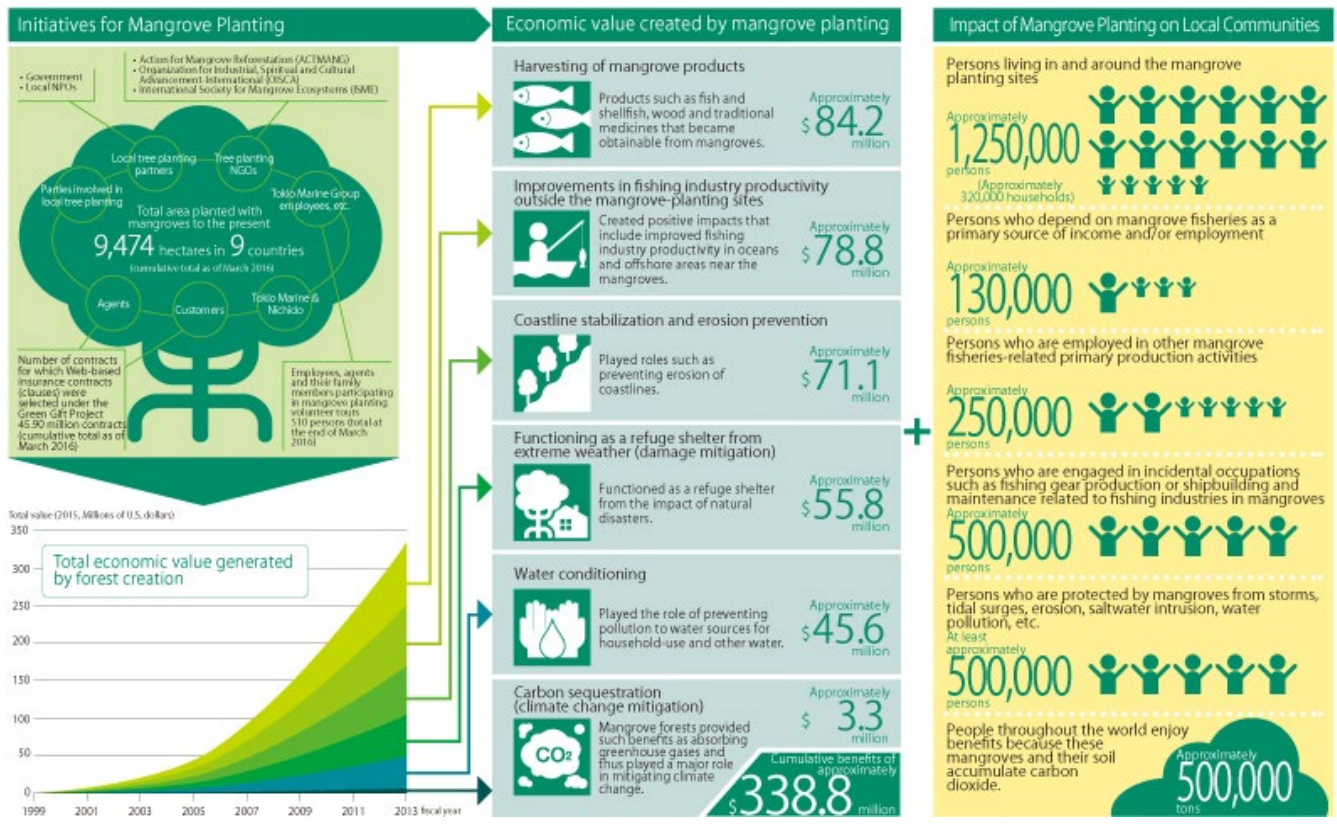 Initiatives for Mangrove Planting
• Government
• Local NPOs
• Action for Mangrove Reforestation (ACTMANG)
• Organization for Industrial, Spiritual and Cultural
Advancement-International (OISCA)
• International Society for Mangrove Ecosystems (ISME)
Local tree planting
partners
Tree planting
NGOs
Parties involved in
local tree planting
Tokio Marine Group
employees, etc.
Total area planted with
mangroves to the present
9,474 hectares in 9 countries
(cumulative total as of March 2016)
Agents
Customers
Tokio Marine &
Nichido
Number of contracts
for which Web-based
insurance contracts
(clauses) were
selected under the
Green Gift Project
45.90 million contracts
(cumulative total as of
March 2016)
Employees, agents
and their family
members participating
in mangrove planting
volunteer tours
510 persons (total at
the end of March
2016)
Total value (2015, Millions of U.S. dollars)
Total economic value generated
by forest creation
350
300
250
200
150
100
50
0
1999 2001 2003 2005 2007 2009 2011 2013 fiscal year
Economic value created by mangrove planting
Harvesting of mangrove products
Products such as fish and
shellfish, wood and traditional
medicines that became
obtainable from mangroves.
Approximately
$84.2
million
Improvements in fishing industry productivity
outside the mangrove-planting sites
Created positive impacts that
include improved fishing
industry productivity in oceans
and offshore areas near the
mangroves.
Approximately
$78.8
million
Coastline stabilization and erosion prevention
Played roles such as
preventing erosion of
coastlines.
Approximately
$71.1
million
Functioning as a refuge shelter from
extreme weather (damage mitigation)
Functioned as a refuge shelter
from the impact of natural
disasters.
Approximately
$55.8
million
Water conditioning
Played the role of preventing
pollution to water sources for
household-use and other water.
Approximately
$45.6
million
Carbon sequestration
(climate change mitigation)
CO2
Mangrove forests provided
such benefits as absorbing
greenhouse gases and
thus played a major role
in mitigating climate
change.
Approximately
$ 3.3
million
Cumulative benefits of
approximately
$338.8 million
+
Impact of Mangrove Planting on Local Communities
Persons living in and around the mangrove
planting sites
Approximately
1,250,000
persons
(Approximately
320,000 households)
Persons who depend on mangrove fisheries as a
primary source of income and/or employment
Approximately
130,000
persons
Persons who are employed in other mangrove
fisheries-related primary production activities
Approximately
250,000
persons
Persons who are engaged in incidental occupations
such as fishing gear production or shipbuilding and
maintenance related to fishing industries in mangroves
Approximately
500,000
persons
Persons who are protected by mangroves from storms,
tidal surges, erosion, saltwater intrusion, water
pollution, etc.
At least
approximately
500,000
persons
People throughout the world enjoy
benefits because these
mangroves and their soil
accumulate carbon
dioxide.
Approximately
500,000
tons